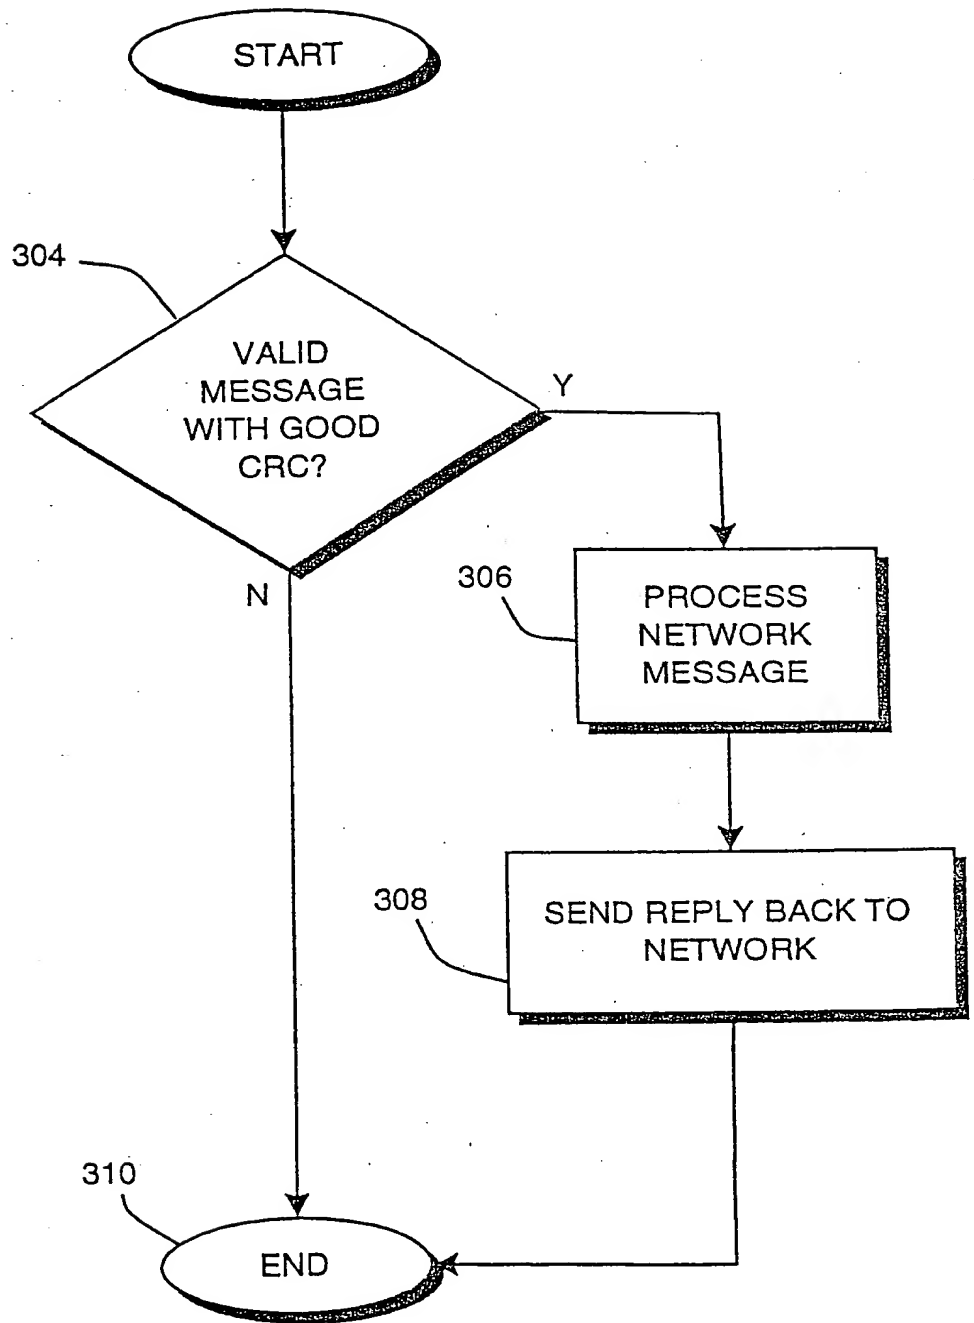 START
304
VALID
MESSAGE
WITH GOOD
CRC?
Y
N
306
PROCESS
NETWORK
MESSAGE
308
SEND REPLY BACK TO
NETWORK
310
END